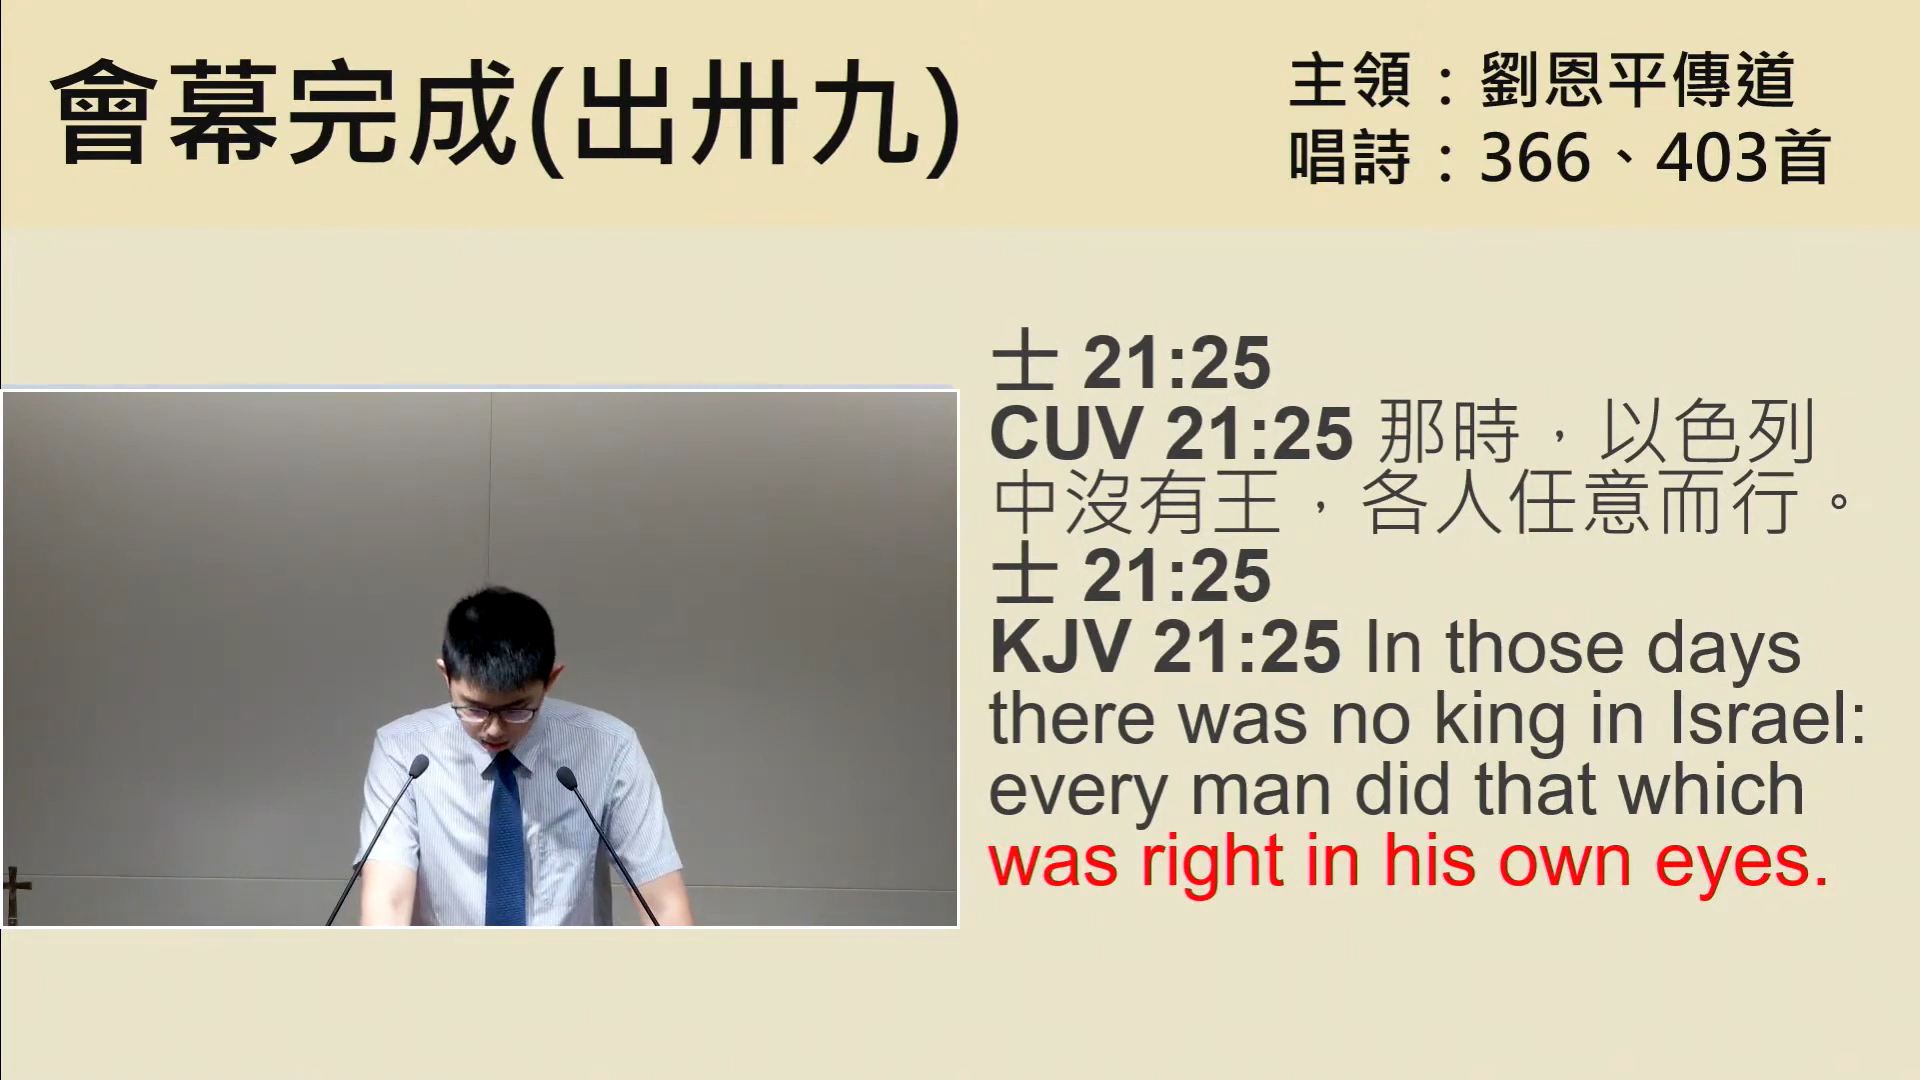 會幕完成(出卅九)
主領：劉恩平傳道
唱詩：366、403首
士 21:25
CUV 21:25 那時，以色列
中沒有王，各人任意而行。
士 21:25
KJV 21:25 In those days
there was no king in Israel:
every man did that which
was right in his own eyes.